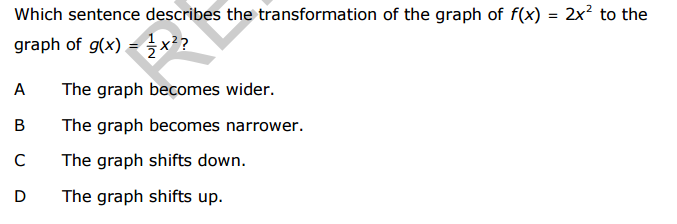 Which sentence describes the transformation of the graph of f(x) = 2x² to the
graph of g(x) = ½x²?
A The graph becomes wider.
B The graph becomes narrower.
C The graph shifts down.
D The graph shifts up.